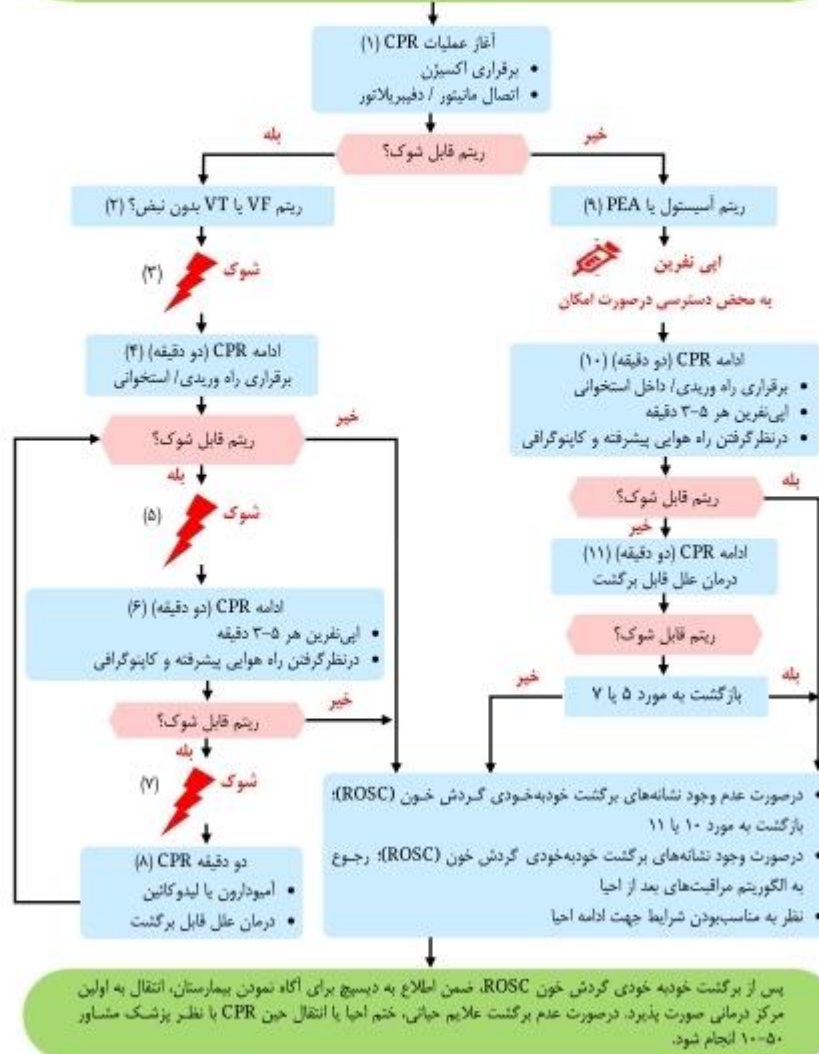 آغاز عملیات CPR (۱)
• برقراری اکسیژن
• اتصال مانیتور / دفیبریلاتور
ریتم قابل شوک؟
بله
خیر
ریتم VF یا VT بدون نبض؟ (۲)
شوک (۳)
ادامه CPR (دو دقیقه) (۴)
برقراری راه وریدی/ استخوانی
ریتم قابل شوک؟
خیر
بله
شوک (۵)
ادامه CPR (دو دقیقه) (۶)
• اپی‌نفرین هر ۵-۳ دقیقه
• درنظرگرفتن راه هوایی پیشرفته و کاپنوگرافی
ریتم قابل شوک؟
خیر
بله
شوک (۷)
دو دقیقه CPR (۸)
• آمیودارون یا لیدوکائین
• درمان علل قابل برگشت
ریتم آسیستول یا PEA (۹)
اپی نفرین
به محض دسترسی درصورت امکان
ادامه CPR (دو دقیقه) (۱۰)
• برقراری راه وریدی/ داخل استخوانی
• اپی‌نفرین هر ۵-۳ دقیقه
• درنظرگرفتن راه هوایی پیشرفته و کاپنوگرافی
ریتم قابل شوک؟
بله
خیر
ادامه CPR (دو دقیقه) (۱۱)
درمان علل قابل برگشت
ریتم قابل شوک؟
خیر
بله
بازگشت به مورد ۵ یا ۷
• درصورت عدم وجود نشانه‌های برگشت خودبه‌خودی گردش خون (ROSC)؛
بازگشت به مورد ۱۰ یا ۱۱
• درصورت وجود نشانه‌های برگشت خودبه‌خودی گردش خون (ROSC)؛ رجوع
به الگوریتم مراقبت‌های بعد از احیا
• نظر به مناسب‌بودن شرایط جهت ادامه احیا
پس از برگشت خودبه خودی گردش خون ROSC، ضمن اطلاع به دیسپچ برای آگاه نمودن بیمارستان، انتقال به اولین
مرکز درمانی صورت پذیرد. درصورت عدم برگشت علایم حیاتی، ختم احیا یا انتقال حین CPR با نظر پزشک مشاور
۱۰-۵۰ انجام شود.